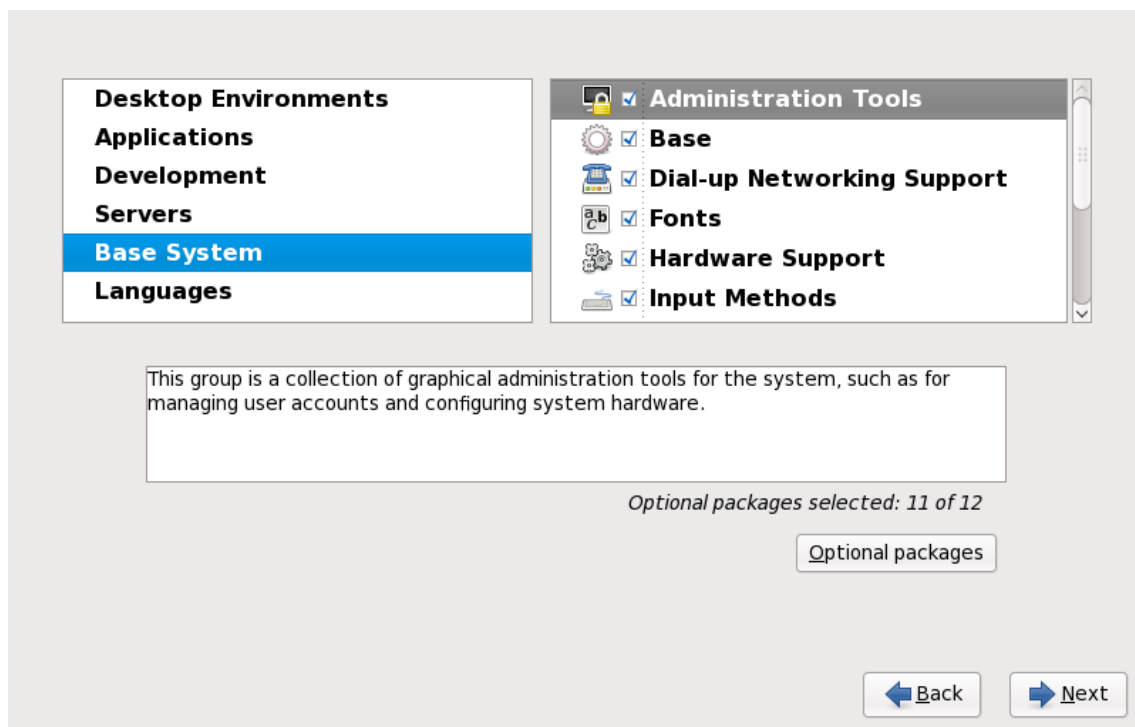 Desktop Environments
Applications
Development
Servers
Base System
Languages
Administration Tools
Base
Dial-up Networking Support
Fonts
Hardware Support
Input Methods
This group is a collection of graphical administration tools for the system, such as for
managing user accounts and configuring system hardware.
Optional packages selected: 11 of 12
Optional packages
Back
Next